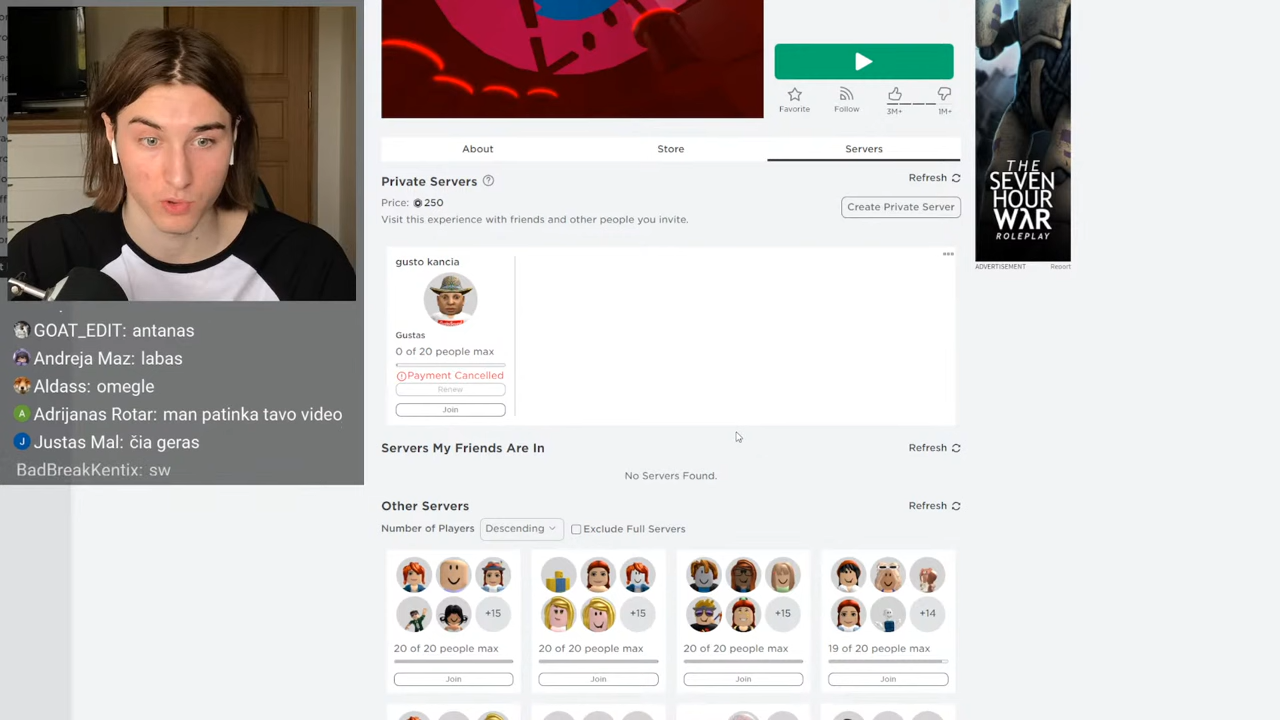 Favorite
Follow
3M+
1M+
About
Store
Servers
Private Servers
Refresh
Price: 250
Visit this experience with friends and other people you invite.
Create Private Server
gusto kancia
Gustas
0 of 20 people max
Payment Cancelled
Renew
Join
Servers My Friends Are In
Refresh
No Servers Found.
Other Servers
Refresh
Number of Players
Descending
Exclude Full Servers
+15
+15
+15
+14
20 of 20 people max
20 of 20 people max
20 of 20 people max
19 of 20 people max
Join
Join
Join
Join
THE
SEVEN
HOUR
WAR
ROLEPLAY
ADVERTISEMENT
Report
GOAT_EDIT: antanas
Andreja Maz: labas
Aldass: omegle
A
Adrijanas Rotar: man patinka tavo video
J
Justas Mal: čia geras
BadBreakKentix: sw